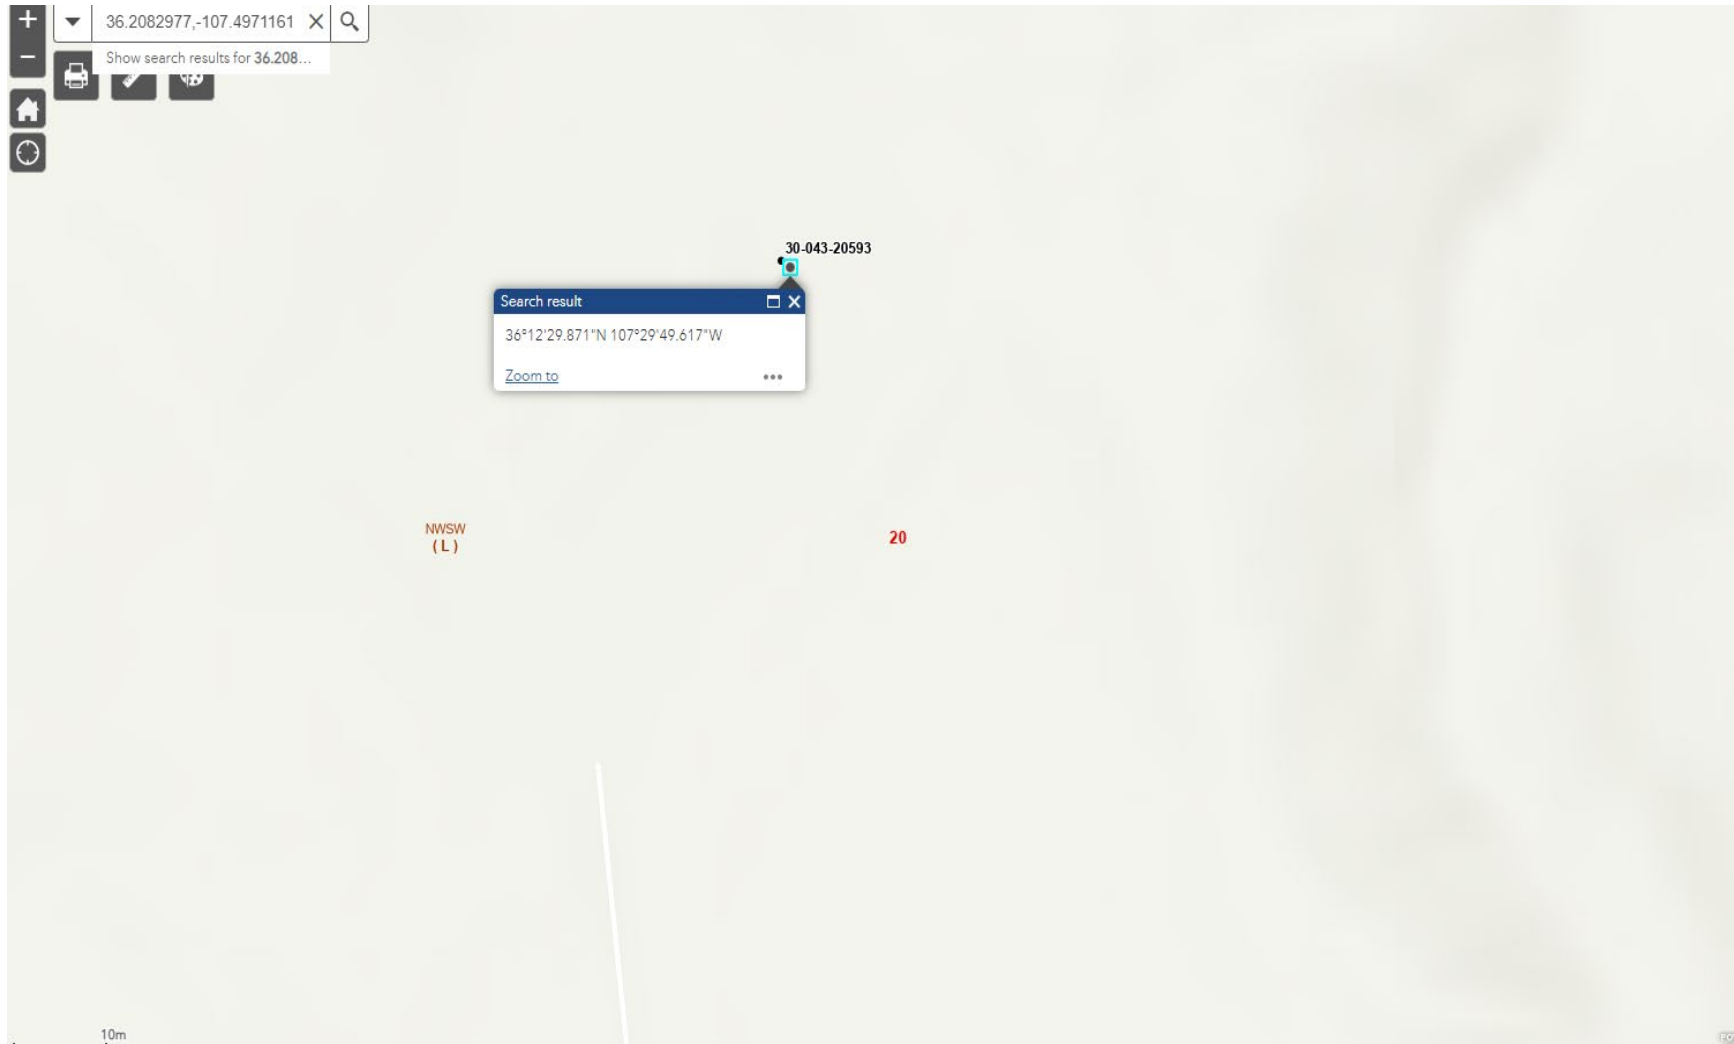 36.2082977,-107.4971161
Show search results for 36.208...
30-043-20593
Search result
36°12'29.871"N 107°29'49.617"W
Zoom to
NWSW
( L )
20
10m